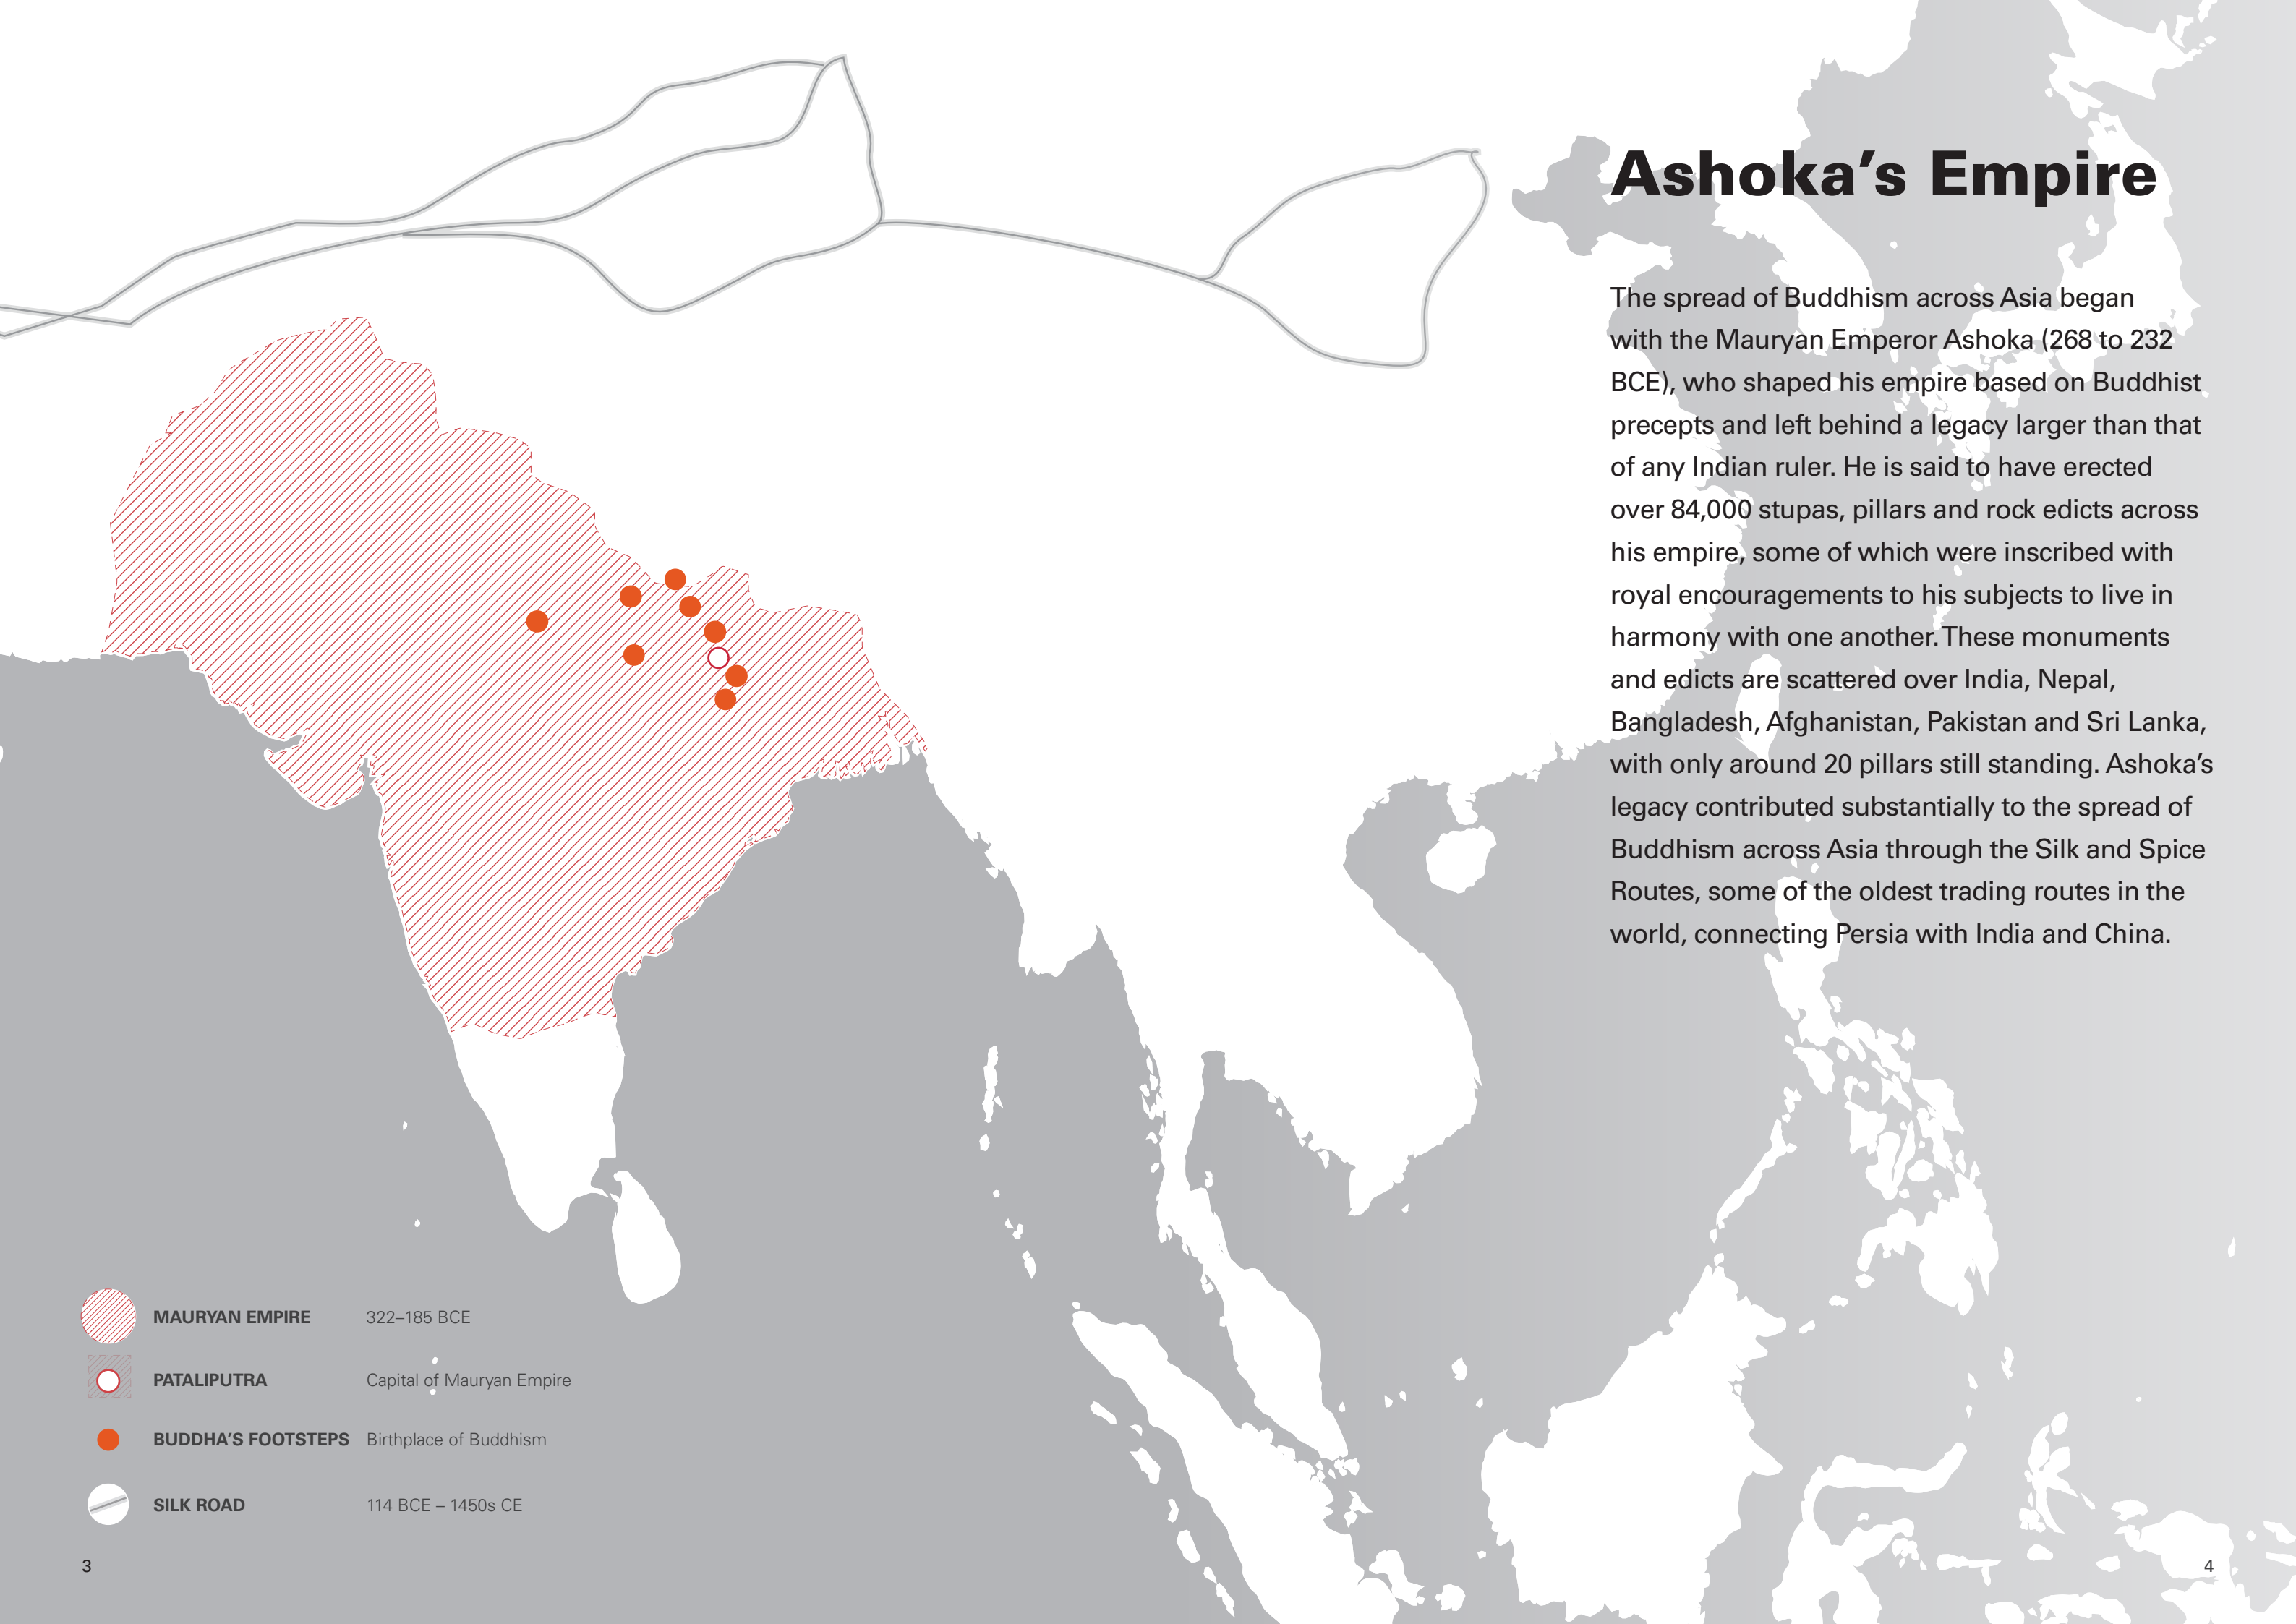 Ashoka’s Empire
The spread of Buddhism across Asia began
with the Mauryan Emperor Ashoka (268 to 232
BCE), who shaped his empire based on Buddhist
precepts and left behind a legacy larger than that
of any Indian ruler. He is said to have erected
over 84,000 stupas, pillars and rock edicts across
his empire, some of which were inscribed with
royal encouragements to his subjects to live in
harmony with one another. These monuments
and edicts are scattered over India, Nepal,
Bangladesh, Afghanistan, Pakistan and Sri Lanka,
with only around 20 pillars still standing. Ashoka’s
legacy contributed substantially to the spread of
Buddhism across Asia through the Silk and Spice
Routes, some of the oldest trading routes in the
world, connecting Persia with India and China.
MAURYAN EMPIRE 322–185 BCE
PATALIPUTRA Capital of Mauryan Empire
BUDDHA’S FOOTSTEPS Birthplace of Buddhism
SILK ROAD 114 BCE – 1450s CE
3
4